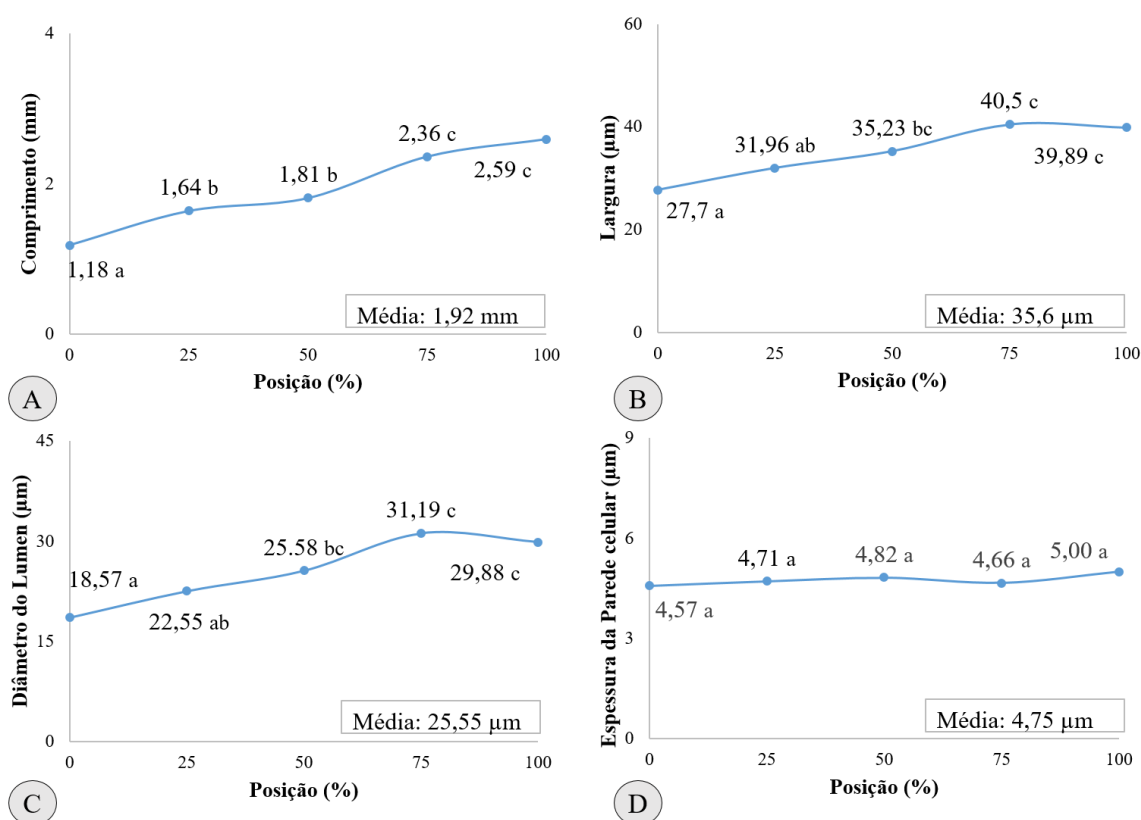 Comprimento (mm)
4
2
0
1,18 a
1,64 b
1,81 b
2,36 c
2,59 c
Média: 1,92 mm
0 25 50 75 100
Posição (%)
A
Largura (µm)
60
40
20
0
27,7 a
31,96 ab
35,23 bc
40,5 c
39,89 c
Média: 35,6 µm
0 25 50 75 100
Posição (%)
B
Diâmetro do Lumen (µm)
45
30
15
0
18,57 a
22,55 ab
25.58 bc
31,19 c
29,88 c
Média: 25,55 µm
0 25 50 75 100
Posição (%)
C
Espessura da Parede celular (µm)
9
6
3
0
4,57 a
4,71 a
4,82 a
4,66 a
5,00 a
Média: 4,75 µm
0 25 50 75 100
Posição (%)
D